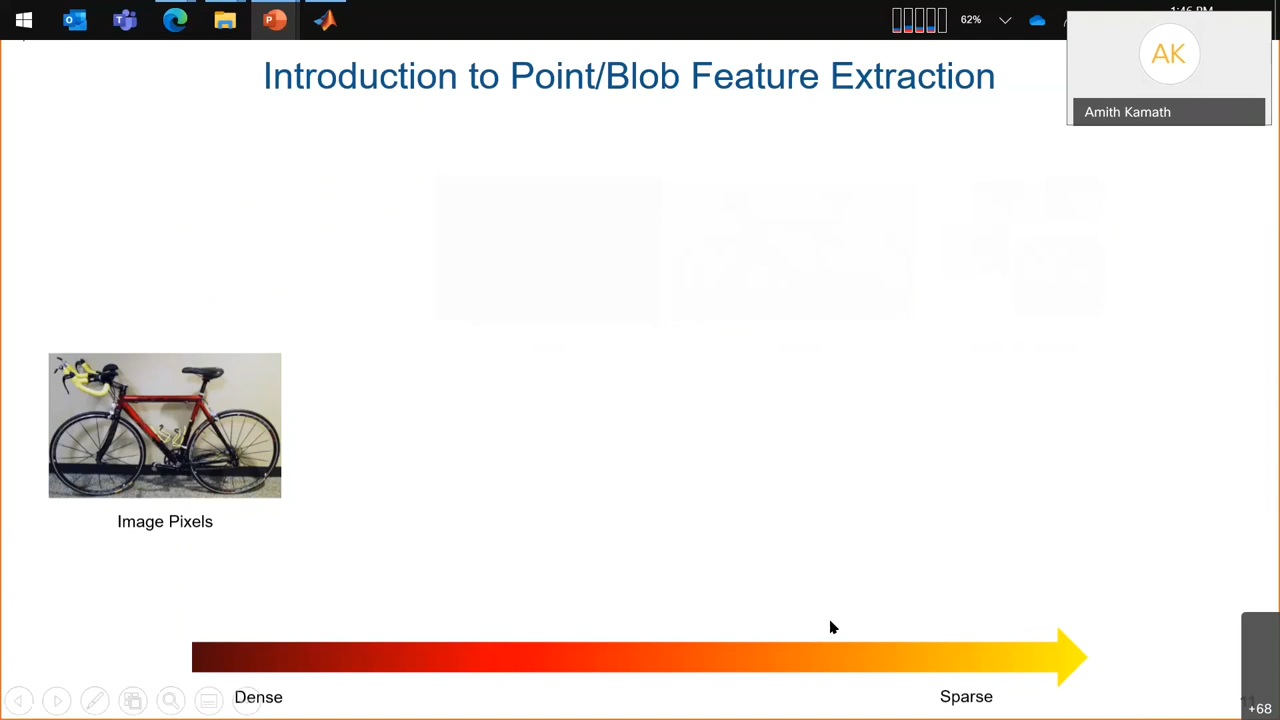 62%
Introduction to Point/Blob Feature Extraction
AK
Amith Kamath
Image Pixels
Dense
Sparse
+68